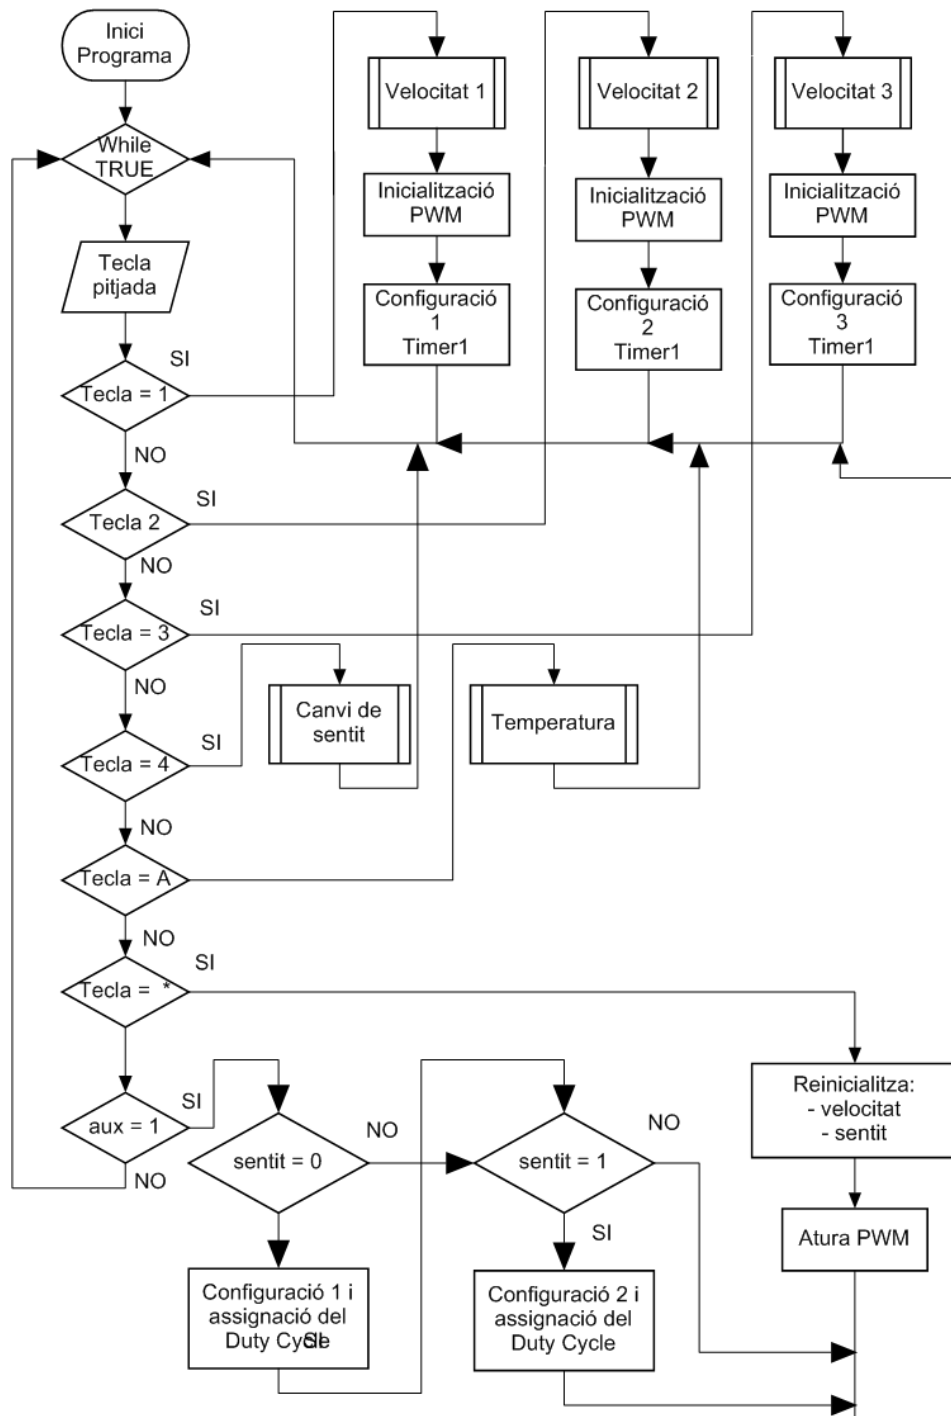 Inici
Programa
While
TRUE
Tecla
pitjada
Tecla = 1
SI
NO
Tecla 2
SI
NO
Tecla = 3
SI
NO
Tecla = 4
SI
NO
Tecla = A
NO
Tecla = *
SI
aux = 1
SI
NO
Velocitat 1
Inicialització
PWM
Configuració
1
Timer1
Velocitat 2
Inicialització
PWM
Configuració
2
Timer1
Velocitat 3
Inicialització
PWM
Configuració
3
Timer1
Canvi de
sentit
Temperatura
sentit = 0
NO
Configuració 1 i
assignació del
Duty Cycle
SI
sentit = 1
NO
SI
Configuració 2 i
assignació del
Duty Cycle
Reinicialitza:
- velocitat
- sentit
Atura PWM